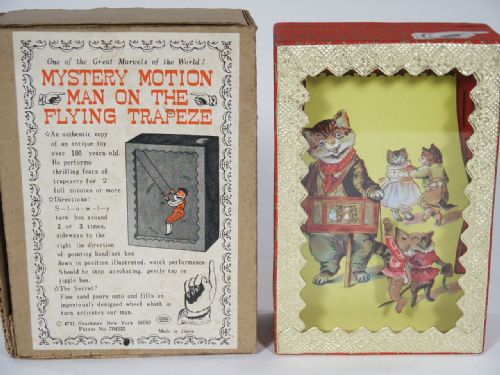 One of the Great Marvels of the World!
MYSTERY MOTION
MAN ON THE
FLYING TRAPEZE
☆An authentic copy
of an antique toy
over 100 years old.
He performs
thrilling feats of
trapezery for 2
full minutes or more.
☆Directions:
S-l-o-w-l-y
turn box around
2 or 3 times,
sideways to the
right (in direction
of pointing hand) set box
down in position illustrated, watch performance.
Should he stop acrobating, gently tap or
jiggle box.
☆The Secret?
Fine sand pours onto and fills an
ingeniously designed wheel which in
turn activates our man.
New York
Patent No.
Made in Japan